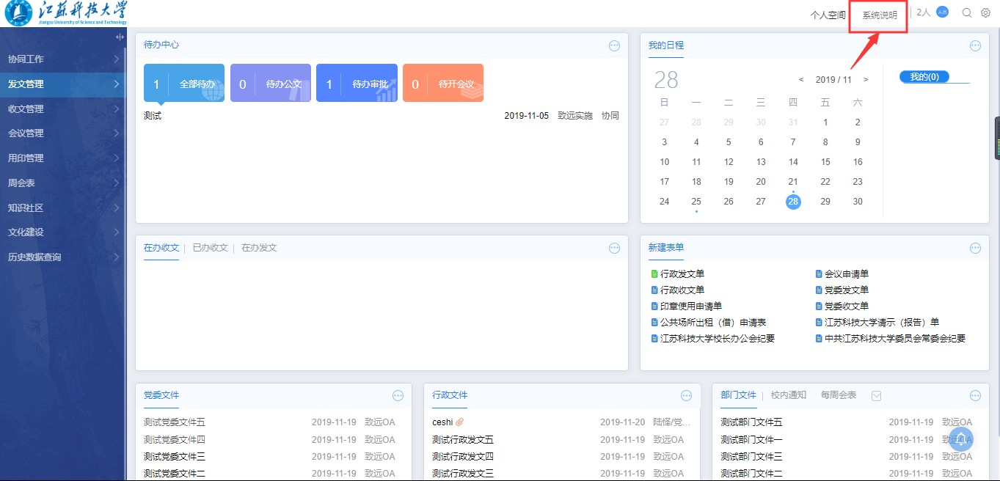 江苏科技大学
Jiangsu University of Science and Technology
个人空间 系统说明 2人
协同工作
发文管理
收文管理
会议管理
用印管理
周会表
知识社区
文化建设
历史数据查询
待办中心
1 全部待办 0 待办公文 1 待办审批 0 待开会议
测试 2019-11-05 致远实施 协同
我的日程
28 < 2019 / 11 > 我的(0)
日 一 二 三 四 五 六
27 28 29 30 31 1 2
3 4 5 6 7 8 9
10 11 12 13 14 15 16
17 18 19 20 21 22 23
24 25 26 27 28 29 30
在办收文 | 已办收文 | 在办发文
新建表单
行政发文单 会议申请单
行政收文单 党委发文单
印章使用申请单 党委收文单
公共场所出租（借）申请表 江苏科技大学请示（报告）单
江苏科技大学校长办公会纪要 中共江苏科技大学委员会常委会纪要
党委文件
测试党委文件五 2019-11-19 致远OA
测试党委文件四 2019-11-19 致远OA
测试党委文件三 2019-11-19 致远OA
测试党委文件二 2019-11-19 致远OA
行政文件
ceshi 2019-11-20 陆怿/党...
测试行政发文五 2019-11-19 致远OA
测试行政发文四 2019-11-19 致远OA
测试行政发文三 2019-11-19 致远OA
部门文件 | 校内通知 每周会表
测试部门文件五 2019-11-19 致远OA
测试部门文件一 2019-11-19 致远OA
测试部门文件三 2019-11-19 致远OA
测试部门文件二 2019-11-19 致远OA